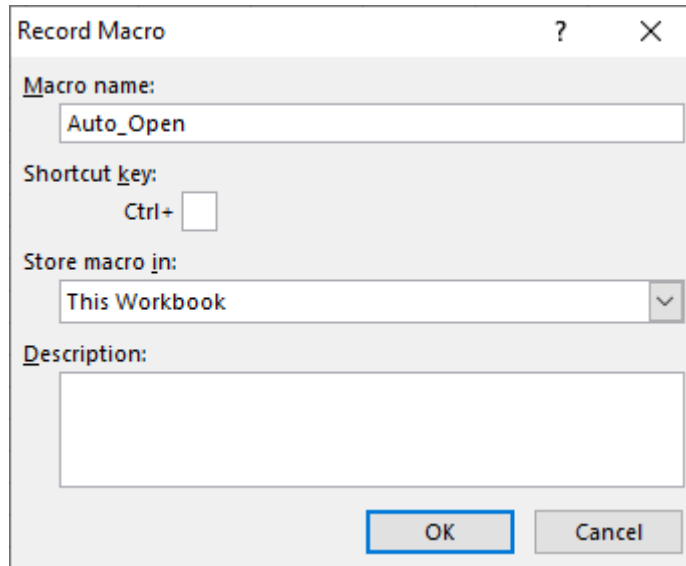 Record Macro ?
Macro name:
Auto_Open
Shortcut key:
Ctrl+
Store macro in:
This Workbook
Description:
OK Cancel